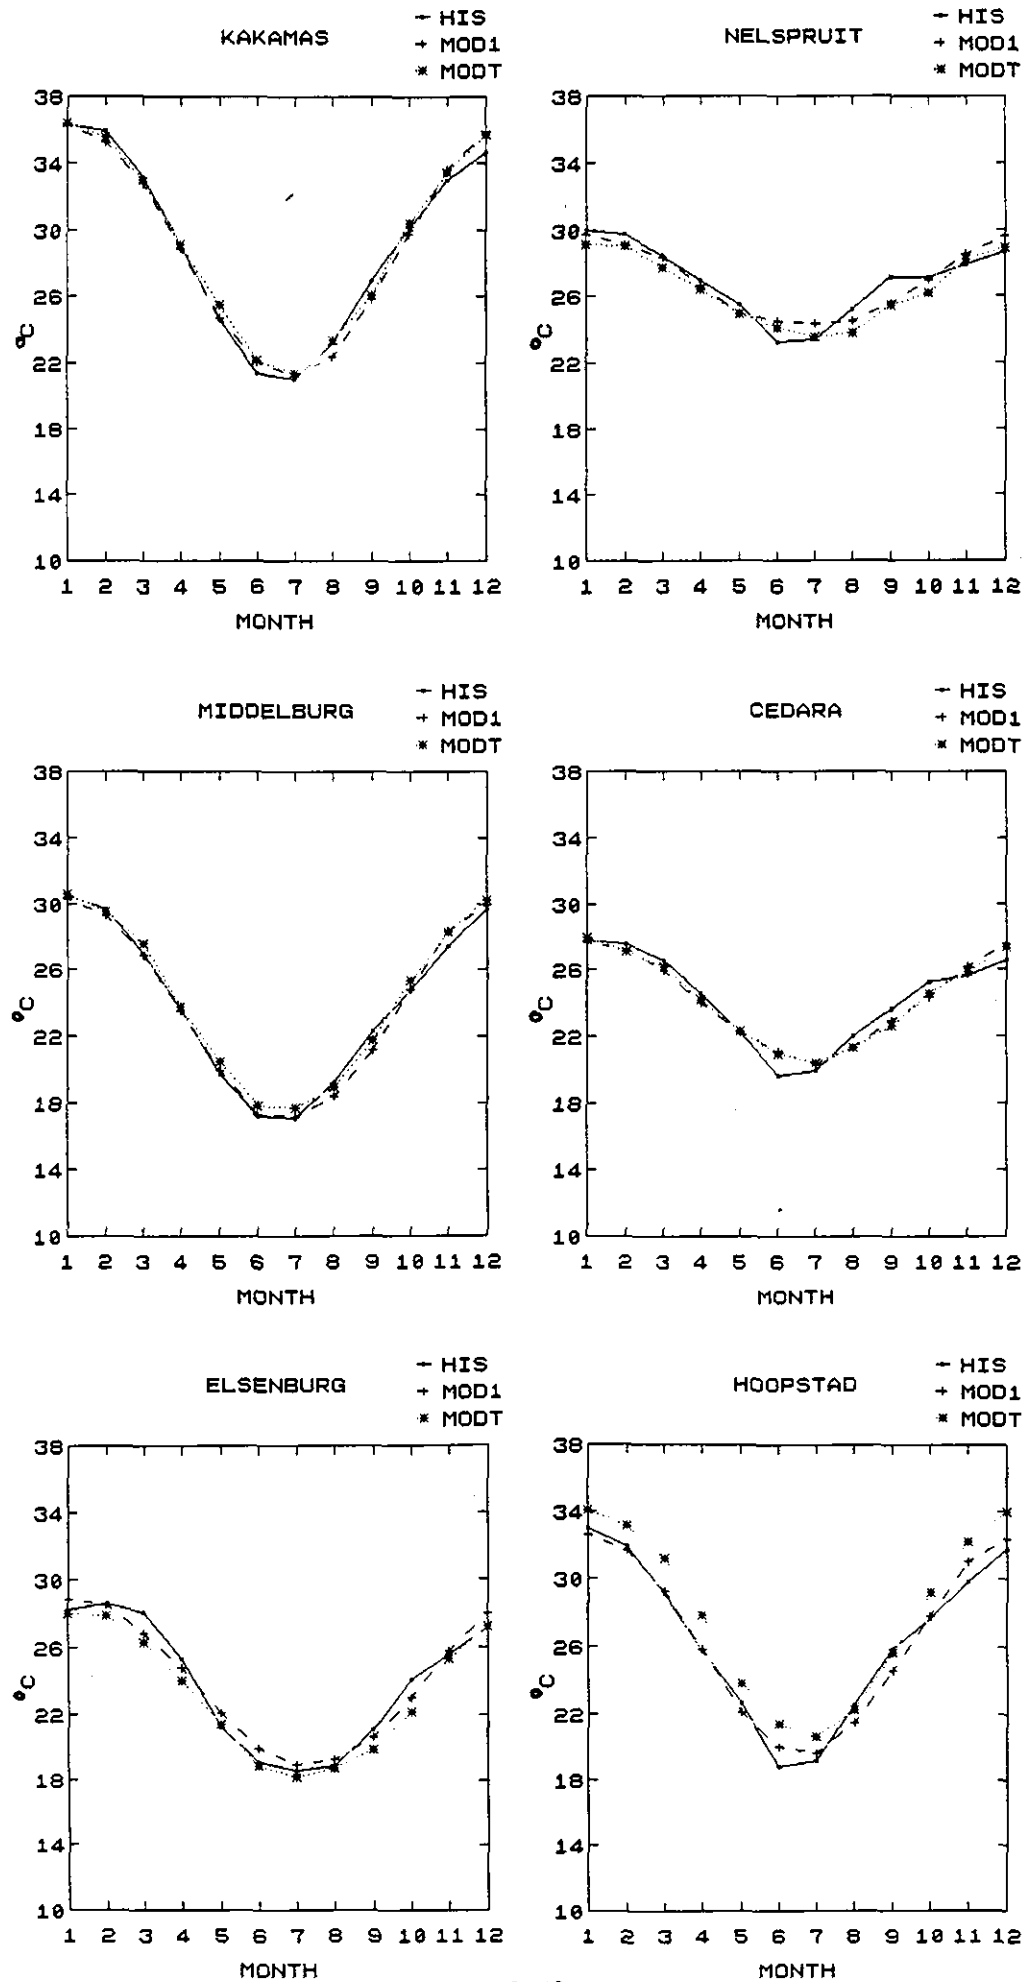 KAKAMAS
HIS
MOD1
MODT
38
34
30
26
22
18
14
10
°C
1 2 3 4 5 6 7 8 9 10 11 12
MONTH
NELSPRUIT
HIS
MOD1
MODT
38
34
30
26
22
18
14
10
°C
1 2 3 4 5 6 7 8 9 10 11 12
MONTH
MIDDELBURG
HIS
MOD1
MODT
38
34
30
26
22
18
14
10
°C
1 2 3 4 5 6 7 8 9 10 11 12
MONTH
CEDARA
HIS
MOD1
MODT
38
34
30
26
22
18
14
10
°C
1 2 3 4 5 6 7 8 9 10 11 12
MONTH
ELSENBURG
HIS
MOD1
MODT
38
34
30
26
22
18
14
10
°C
1 2 3 4 5 6 7 8 9 10 11 12
MONTH
HOOPSTAD
HIS
MOD1
MODT
38
34
30
26
22
18
14
10
°C
1 2 3 4 5 6 7 8 9 10 11 12
MONTH